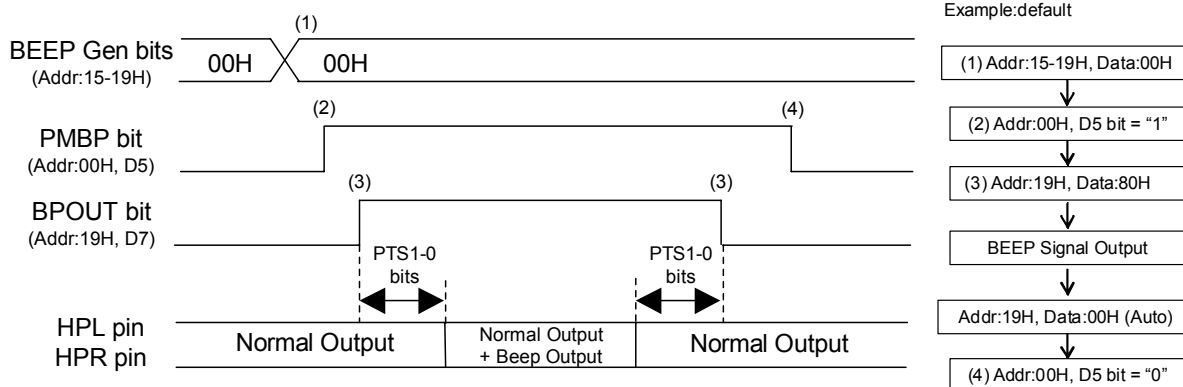 Example:default
(1)
BEEP Gen bits
(Addr:15-19H)
00H
00H
(2)
(4)
PMBP bit
(Addr:00H, D5)
(3)
(3)
BPOUT bit
(Addr:19H, D7)
PTS1-0
bits
PTS1-0
bits
HPL pin
HPR pin
Normal Output
Normal Output
+ Beep Output
Normal Output
(1) Addr:15-19H, Data:00H
(2) Addr:00H, D5 bit = “1”
(3) Addr:19H, Data:80H
BEEP Signal Output
Addr:19H, Data:00H (Auto)
(4) Addr:00H, D5 bit = “0”